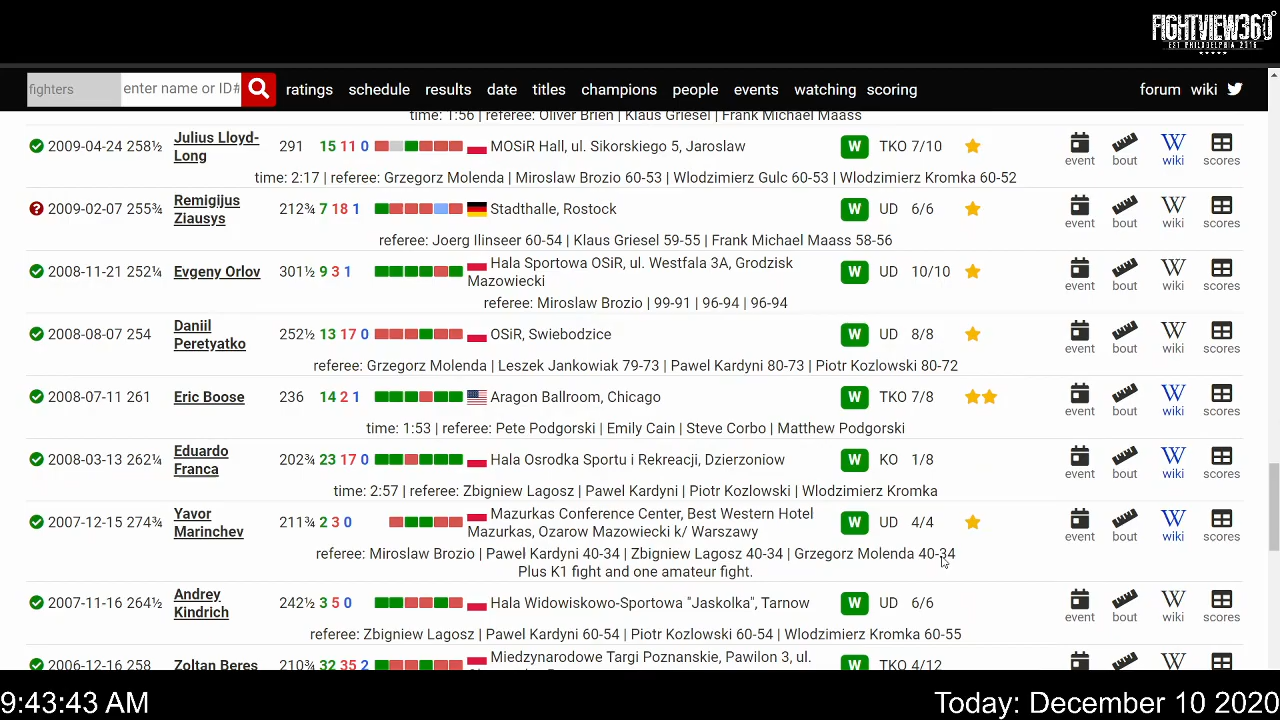 FIGHTVIEW360°
EST PHILADELPHIA 2016
fighters enter name or ID# ratings schedule results date titles champions people events watching scoring forum wiki
time: 1:56 | referee: Oliver Brien | Klaus Griesel | Frank Michael Maass
2009-04-24 258½ Julius Lloyd-Long 291 15 11 0 MOSiR Hall, ul. Sikorskiego 5, Jaroslaw W TKO 7/10 event bout wiki scores
time: 2:17 | referee: Grzegorz Molenda | Miroslaw Brozio 60-53 | Wlodzimierz Gulc 60-53 | Wlodzimierz Kromka 60-52
2009-02-07 255¾ Remigijus Ziausys 212¾ 7 18 1 Stadthalle, Rostock W UD 6/6 event bout wiki scores
referee: Joerg Ilinseer 60-54 | Klaus Griesel 59-55 | Frank Michael Maass 58-56
2008-11-21 252¼ Evgeny Orlov 301½ 9 3 1 Hala Sportowa OSiR, ul. Westfala 3A, Grodzisk Mazowiecki W UD 10/10 event bout wiki scores
referee: Miroslaw Brozio | 99-91 | 96-94 | 96-94
2008-08-07 254 Daniil Peretyatko 252½ 13 17 0 OSiR, Swiebodzice W UD 8/8 event bout wiki scores
referee: Grzegorz Molenda | Leszek Jankowiak 79-73 | Pawel Kardyni 80-73 | Piotr Kozlowski 80-72
2008-07-11 261 Eric Boose 236 14 2 1 Aragon Ballroom, Chicago W TKO 7/8 event bout wiki scores
time: 1:53 | referee: Pete Podgorski | Emily Cain | Steve Corbo | Matthew Podgorski
2008-03-13 262¼ Eduardo Franca 202¾ 23 17 0 Hala Osrodka Sportu i Rekreacji, Dzierzoniow W KO 1/8 event bout wiki scores
time: 2:57 | referee: Zbigniew Lagosz | Pawel Kardyni | Piotr Kozlowski | Wlodzimierz Kromka
2007-12-15 274¾ Yavor Marinchev 211¾ 2 3 0 Mazurkas Conference Center, Best Western Hotel Mazurkas, Ozarow Mazowiecki k/ Warszawy W UD 4/4 event bout wiki scores
referee: Miroslaw Brozio | Pawel Kardyni 40-34 | Zbigniew Lagosz 40-34 | Grzegorz Molenda 40-34
Plus K1 fight and one amateur fight.
2007-11-16 264½ Andrey Kindrich 242½ 3 5 0 Hala Widowiskowo-Sportowa "Jaskolka", Tarnow W UD 6/6 event bout wiki scores
referee: Zbigniew Lagosz | Pawel Kardyni 60-54 | Piotr Kozlowski 60-54 | Wlodzimierz Kromka 60-55
2006-12-16 258 Zoltan Beres 210¾ 32 35 2 Miedzynarodowe Targi Poznanskie, Pawilon 3, ul. W TKO 4/12
9:43:43 AM
Today: December 10 2020